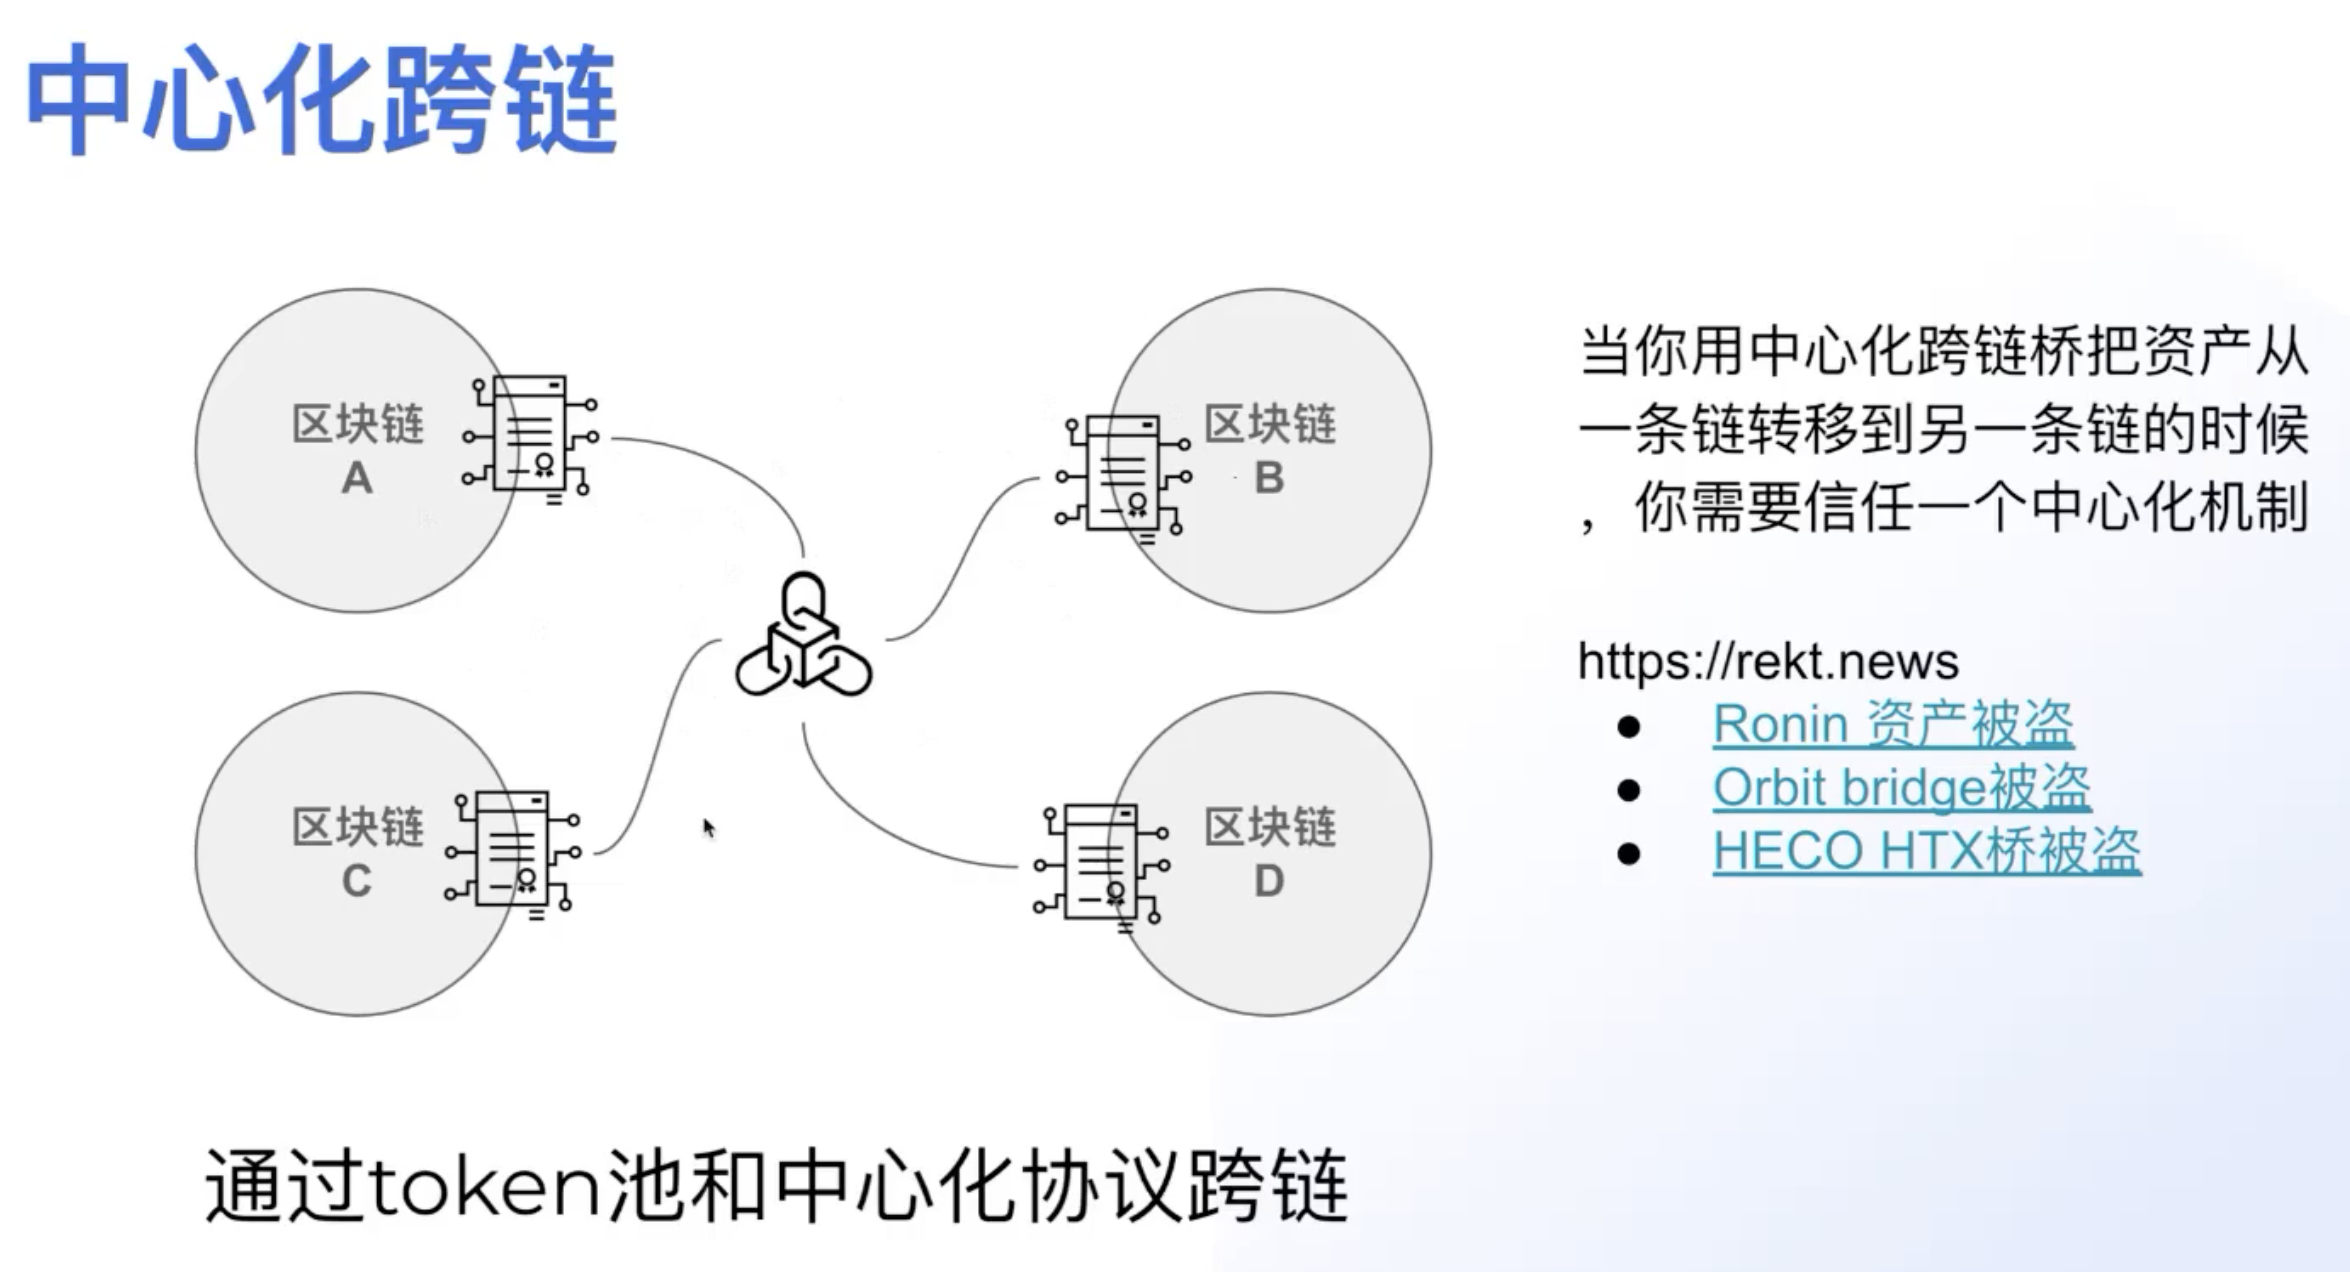 中心化跨链
区块链
A
区块链
B
区块链
C
区块链
D
当你用中心化跨链桥把资产从
一条链转移到另一条链的时候
，你需要信任一个中心化机制
https://rekt.news
● Ronin 资产被盗
● Orbit bridge被盗
● HECO HTX桥被盗
通过token池和中心化协议跨链